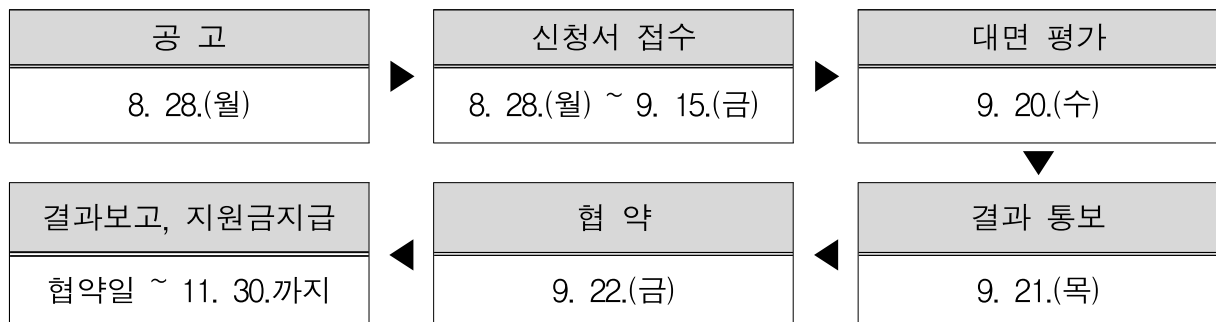 공 고
8. 28.(월)
신청서 접수
8. 28.(월) ~ 9. 15.(금)
대면 평가
9. 20.(수)
결과 통보
9. 21.(목)
협 약
9. 22.(금)
결과보고, 지원금지급
협약일 ~ 11. 30.까지